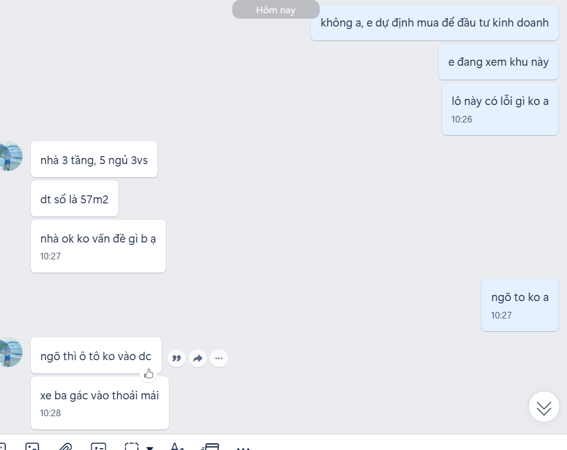 Hôm nay
không a, e dự định mua để đầu tư kinh doanh
e đang xem khu này
lô này có lỗi gì ko a
10:26
nhà 3 tầng, 5 ngủ 3vs
dt sổ là 57m2
nhà ok ko vấn đề gì b ạ
10:27
ngõ to ko a
10:27
ngõ thì ô tô ko vào dc
xe ba gác vào thoải mái
10:28